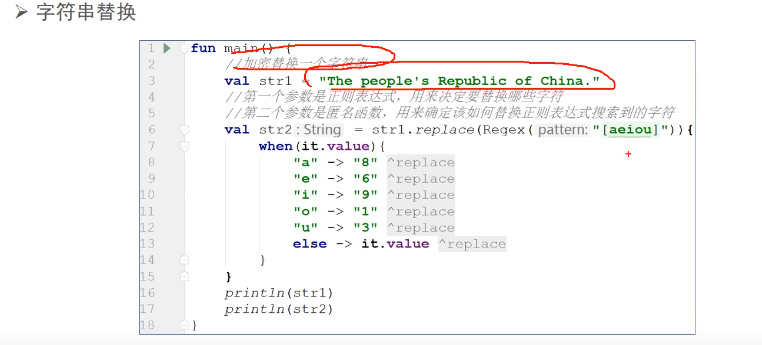 ➤ 字符串替换
1 fun main() {
2 //加密替换一个字符串
3 val str1 = "The people's Republic of China."
4 //第一个参数是正则表达式，用来决定要替换哪些字符
5 //第二个参数是匿名函数，用来确定该如何替换正则表达式搜索到的字符
6 val str2 : String = str1.replace(Regex( pattern: "[aeiou]")){
7 when(it.value){
8 "a" -> "8" ^replace
9 "e" -> "6" ^replace
10 "i" -> "9" ^replace
11 "o" -> "1" ^replace
12 "u" -> "3" ^replace
13 else -> it.value ^replace
14 }
15 }
16 println(str1)
17 println(str2)
18 }